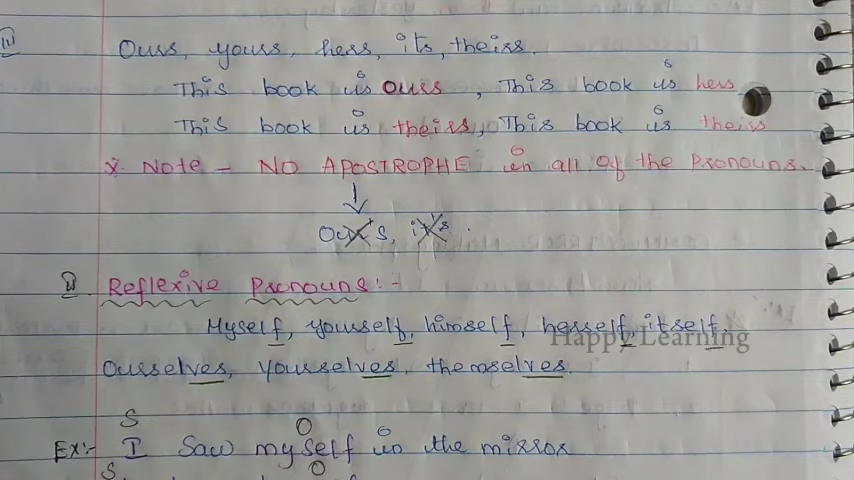 iv) Ours, yours, hers, its, theirs.
This book is ours, This book is hers
This book is theirs, This book is theirs
* Note - NO APOSTROPHE in all of the Pronouns.
Our's, it's.
Reflexive Pronouns:-
Myself, yourself, himself, herself, itself,
Happy Learning
Ourselves, yourselves, themselves.
S O
Ex:- I saw myself in the mirror
S O